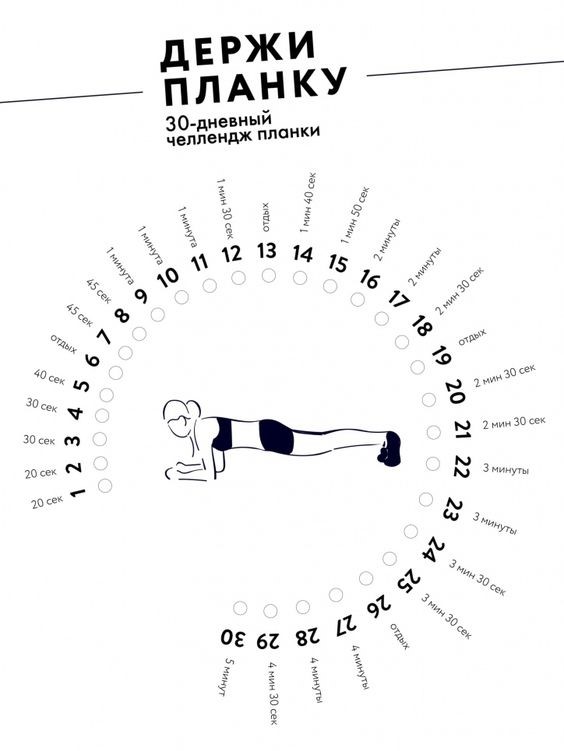 ДЕРЖИ
ПЛАНКУ
30-дневный
челлендж планки
1 20 сек
2 20 сек
3 30 сек
4 30 сек
5 40 сек
6 отдых
7 45 сек
8 45 сек
9 1 минута
10 1 минута
11 1 минута
12 1 мин 30 сек
13 отдых
14 1 мин 40 сек
15 1 мин 50 сек
16 2 минуты
17 2 минуты
18 2 мин 30 сек
19 отдых
20 2 мин 30 сек
21 2 мин 30 сек
22 3 минуты
23 3 минуты
24 3 мин 30 сек
25 3 мин 30 сек
26 отдых
27 4 минуты
28 4 минуты
29 4 мин 30 сек
30 5 минут